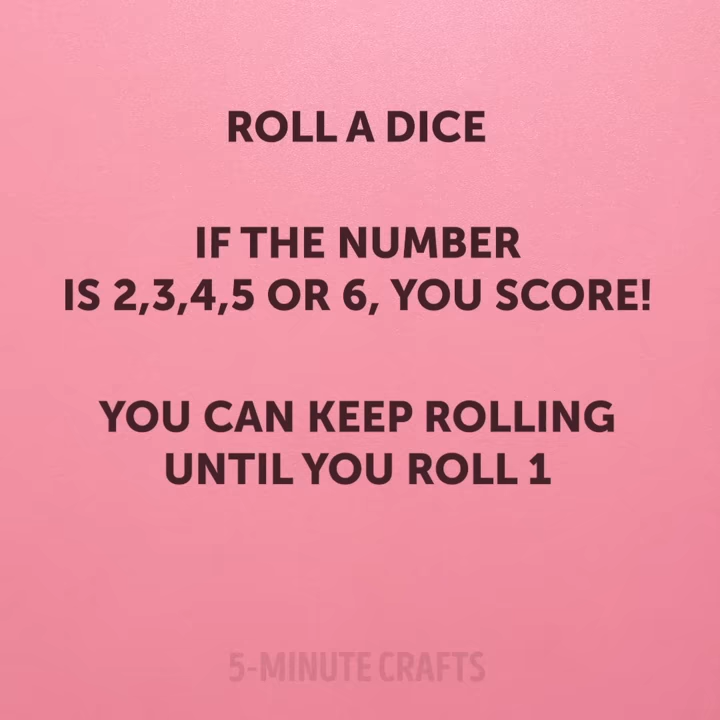 ROLL A DICE
IF THE NUMBER
IS 2,3,4,5 OR 6, YOU SCORE!
YOU CAN KEEP ROLLING
UNTIL YOU ROLL 1
5-MINUTE CRAFTS